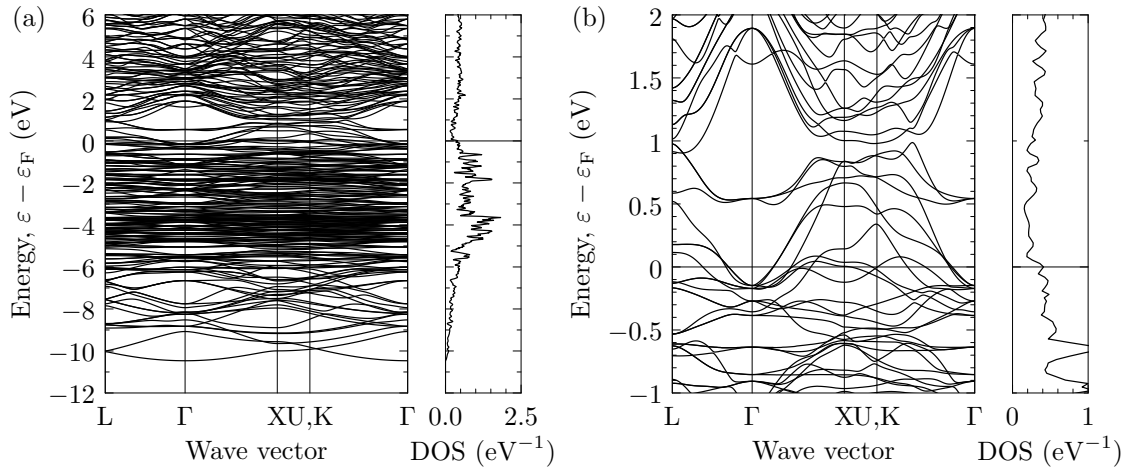 (a)
Energy, ε − εF (eV)
6
4
2
0
−2
−4
−6
−8
−10
−12
L Γ XU,K Γ
Wave vector
0.0 2.5
DOS (eV−1)
(b)
Energy, ε − εF (eV)
2
1.5
1
0.5
0
−0.5
−1
L Γ XU,K Γ
Wave vector
0 1
DOS (eV−1)